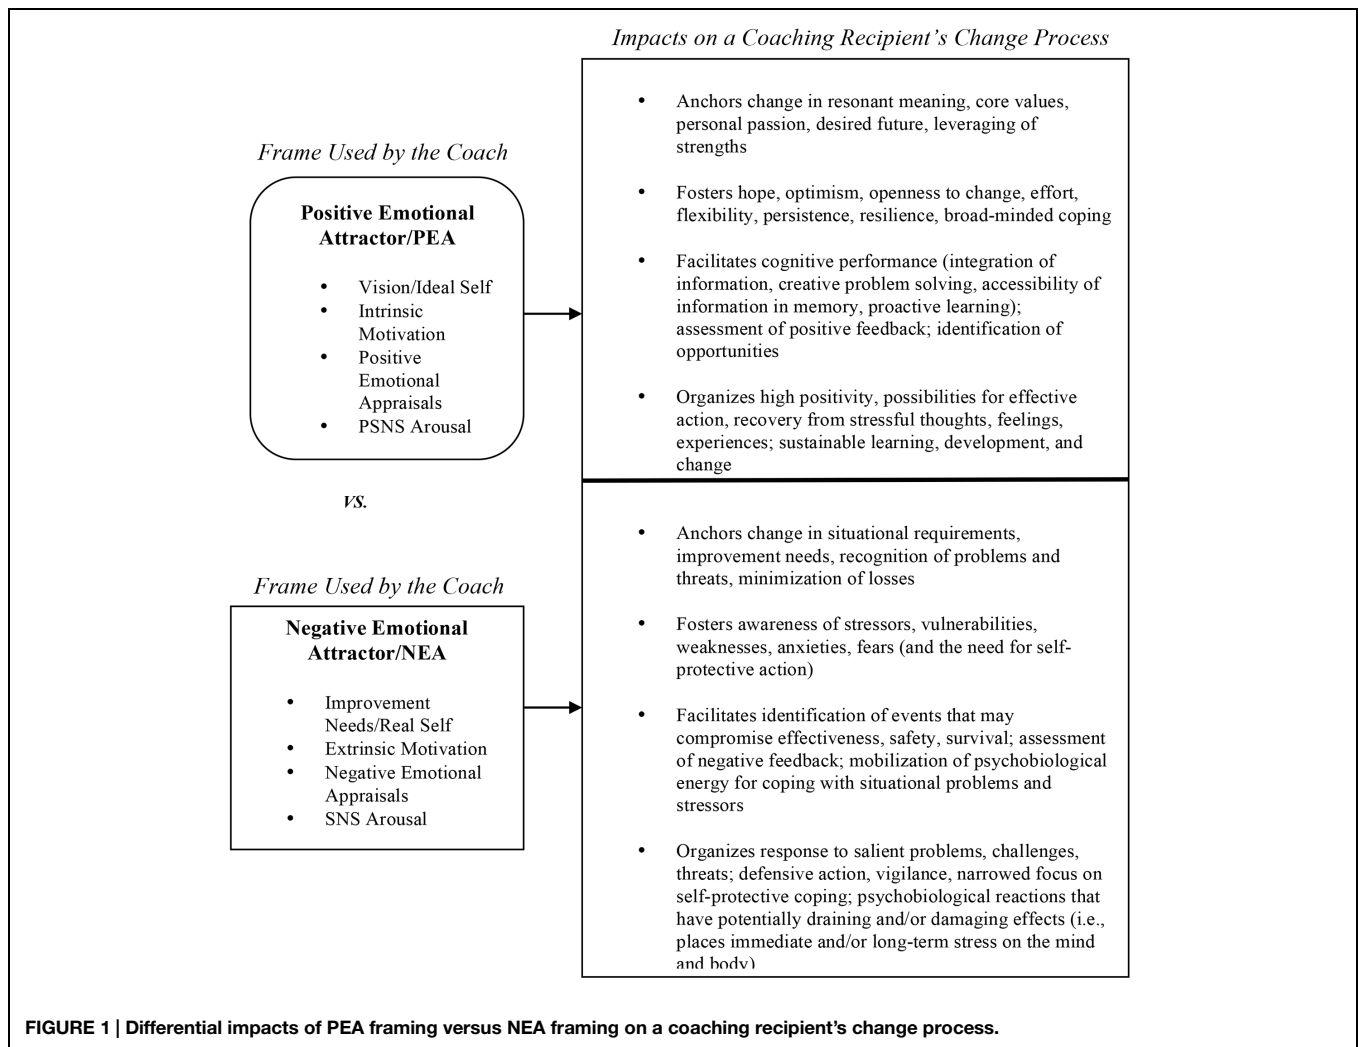 Impacts on a Coaching Recipient's Change Process
Frame Used by the Coach
Positive Emotional
Attractor/PEA
• Vision/Ideal Self
• Intrinsic
Motivation
• Positive
Emotional
Appraisals
• PSNS Arousal
• Anchors change in resonant meaning, core values,
personal passion, desired future, leveraging of
strengths
• Fosters hope, optimism, openness to change, effort,
flexibility, persistence, resilience, broad-minded coping
• Facilitates cognitive performance (integration of
information, creative problem solving, accessibility of
information in memory, proactive learning);
assessment of positive feedback; identification of
opportunities
• Organizes high positivity, possibilities for effective
action, recovery from stressful thoughts, feelings,
experiences; sustainable learning, development, and
change
VS.
Frame Used by the Coach
Negative Emotional
Attractor/NEA
• Improvement
Needs/Real Self
• Extrinsic Motivation
• Negative Emotional
Appraisals
• SNS Arousal
• Anchors change in situational requirements,
improvement needs, recognition of problems and
threats, minimization of losses
• Fosters awareness of stressors, vulnerabilities,
weaknesses, anxieties, fears (and the need for self-
protective action)
• Facilitates identification of events that may
compromise effectiveness, safety, survival; assessment
of negative feedback; mobilization of psychobiological
energy for coping with situational problems and
stressors
• Organizes response to salient problems, challenges,
threats; defensive action, vigilance, narrowed focus on
self-protective coping; psychobiological reactions that
have potentially draining and/or damaging effects (i.e.,
places immediate and/or long-term stress on the mind
and body)
FIGURE 1 | Differential impacts of PEA framing versus NEA framing on a coaching recipient's change process.